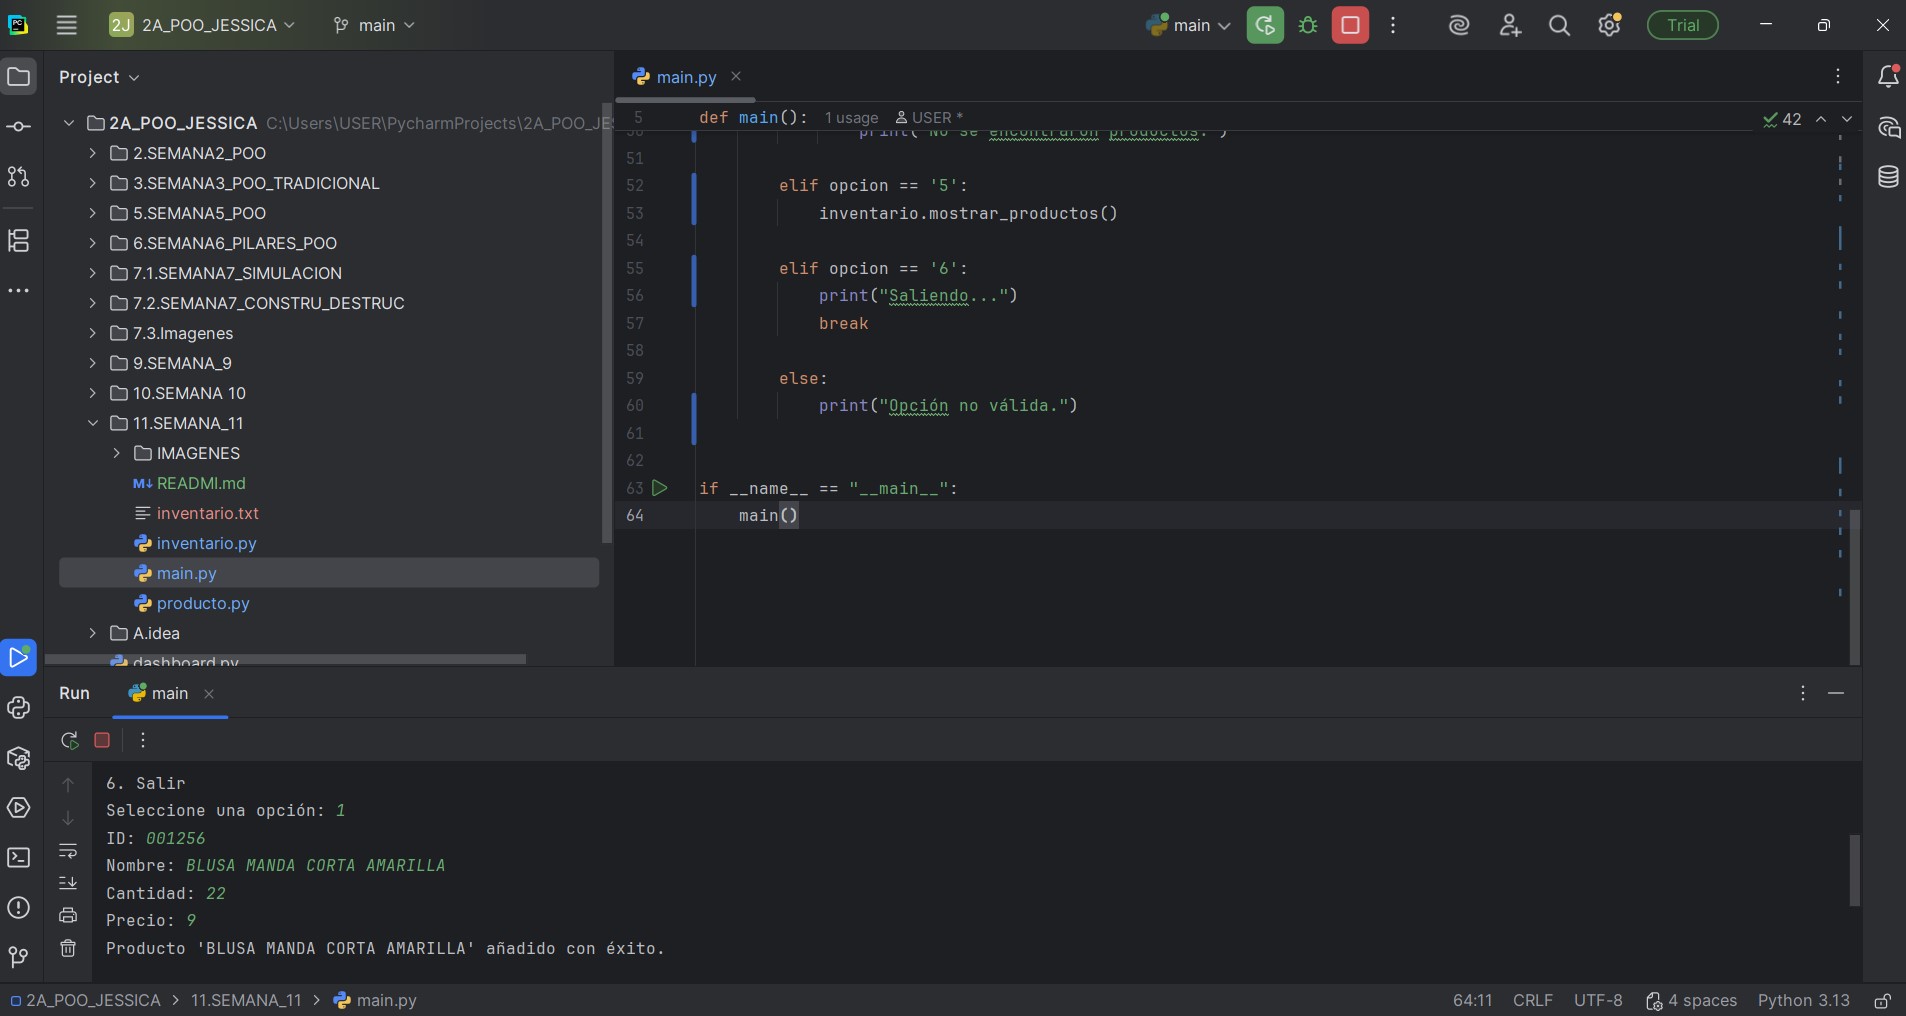 PC
2J 2A_POO_JESSICA main
main
Trial
Project
2A_POO_JESSICA C:\Users\USER\PycharmProjects\2A_POO_JE
2.SEMANA2_POO
3.SEMANA3_POO_TRADICIONAL
5.SEMANA5_POO
6.SEMANA6_PILARES_POO
7.1.SEMANA7_SIMULACION
7.2.SEMANA7_CONSTRU_DESTRUC
7.3.Imagenes
9.SEMANA_9
10.SEMANA 10
11.SEMANA_11
IMAGENES
M↓ READMI.md
inventario.txt
inventario.py
main.py
producto.py
A.idea
dashboard.py
main.py
5 def main(): 1 usage USER *
42
50 print("No se encontraron productos.")
51
52 elif opcion == '5':
53 inventario.mostrar_productos()
54
55 elif opcion == '6':
56 print("Saliendo...")
57 break
58
59 else:
60 print("Opción no válida.")
61
62
63 if __name__ == "__main__":
64 main()
Run main
6. Salir
Seleccione una opción: 1
ID: 001256
Nombre: BLUSA MANDA CORTA AMARILLA
Cantidad: 22
Precio: 9
Producto 'BLUSA MANDA CORTA AMARILLA' añadido con éxito.
2A_POO_JESSICA > 11.SEMANA_11 > main.py
64:11 CRLF UTF-8 4 spaces Python 3.13